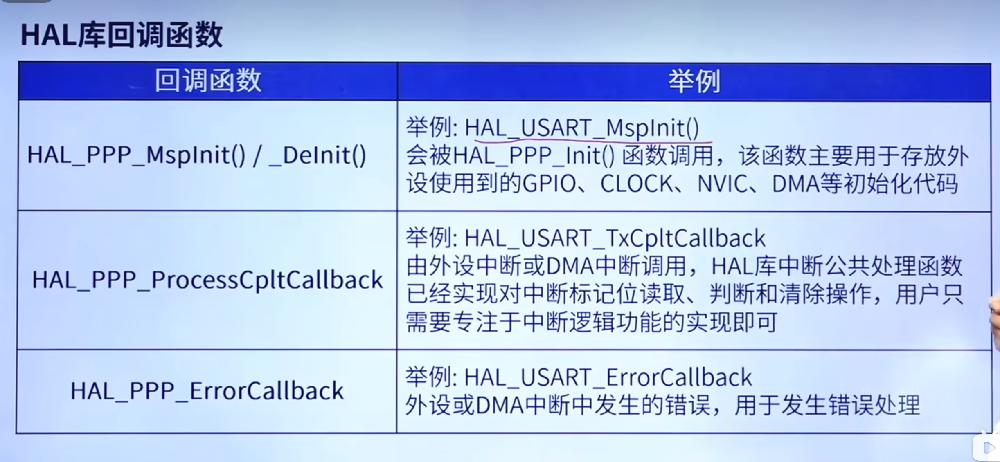 HAL库回调函数
回调函数
举例
HAL_PPP_MspInit() / _DeInit()
举例: HAL_USART_MspInit()
会被HAL_PPP_Init() 函数调用，该函数主要用于存放外
设使用到的GPIO、CLOCK、NVIC、DMA等初始化代码
HAL_PPP_ProcessCpltCallback
举例: HAL_USART_TxCpltCallback
由外设中断或DMA中断调用，HAL库中断公共处理函数
已经实现对中断标记位读取、判断和清除操作，用户只
需要专注于中断逻辑功能的实现即可
HAL_PPP_ErrorCallback
举例: HAL_USART_ErrorCallback
外设或DMA中断中发生的错误，用于发生错误处理